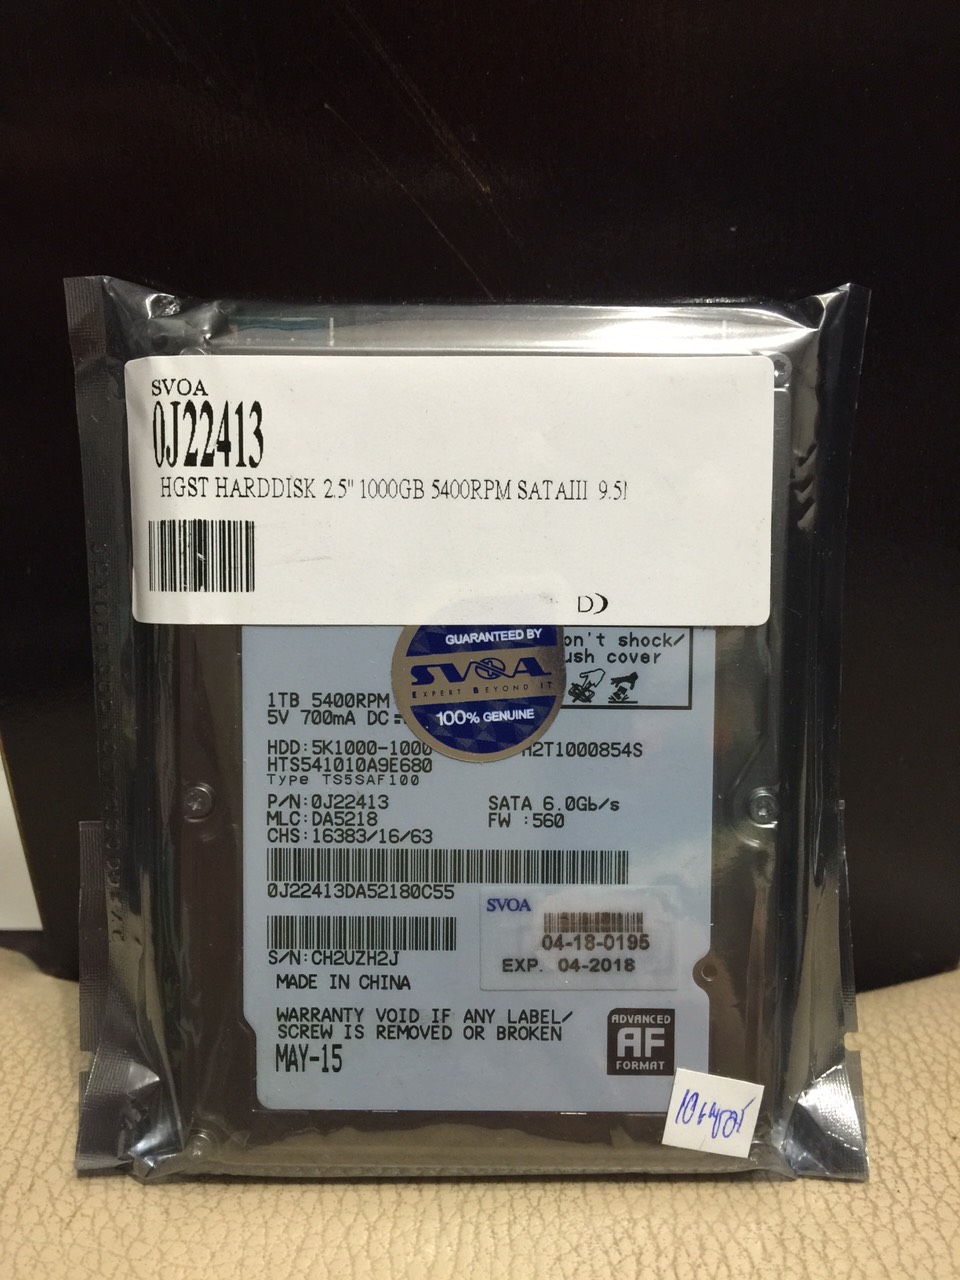 SVOA
0J22413
HGST HARDDISK 2.5" 1000GB 5400RPM SATAIII 9.5
GUARANTEED BY
SVOA
EXPERT BEYOND IT
100% GENUINE
on't shock/
ush cover
1TB 5400RPM
5V 700mA DC
HDD:5K1000-1000
H2T1000854S
HTS541010A9E680
Type TS5SAF100
P/N:0J22413
SATA 6.0Gb/s
MLC:DA5218
FW :560
CHS:16383/16/63
0J22413DA52180C55
SVOA
04-18-0195
EXP. 04-2018
S/N:CH2UZH2J
MADE IN CHINA
WARRANTY VOID IF ANY LABEL/
SCREW IS REMOVED OR BROKEN
MAY-15
ADVANCED
AF
FORMAT